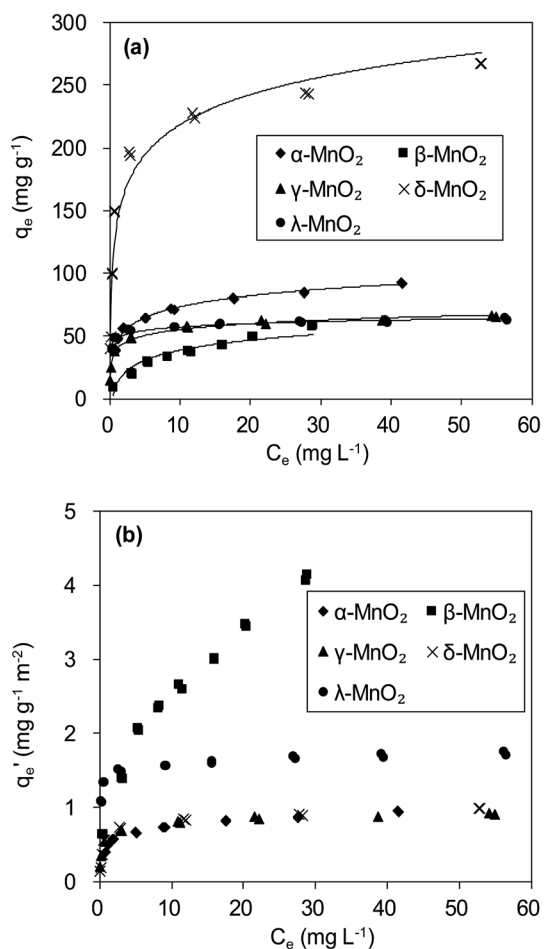 (a)
300
250
200
150
100
50
0
qₑ (mg g⁻¹)
◆ α-MnO₂ ■ β-MnO₂
▲ γ-MnO₂ × δ-MnO₂
● λ-MnO₂
0 10 20 30 40 50 60
Cₑ (mg L⁻¹)
(b)
5
4
3
2
1
0
qₑ' (mg g⁻¹ m⁻²)
◆ α-MnO₂ ■ β-MnO₂
▲ γ-MnO₂ × δ-MnO₂
● λ-MnO₂
0 10 20 30 40 50 60
Cₑ (mg L⁻¹)